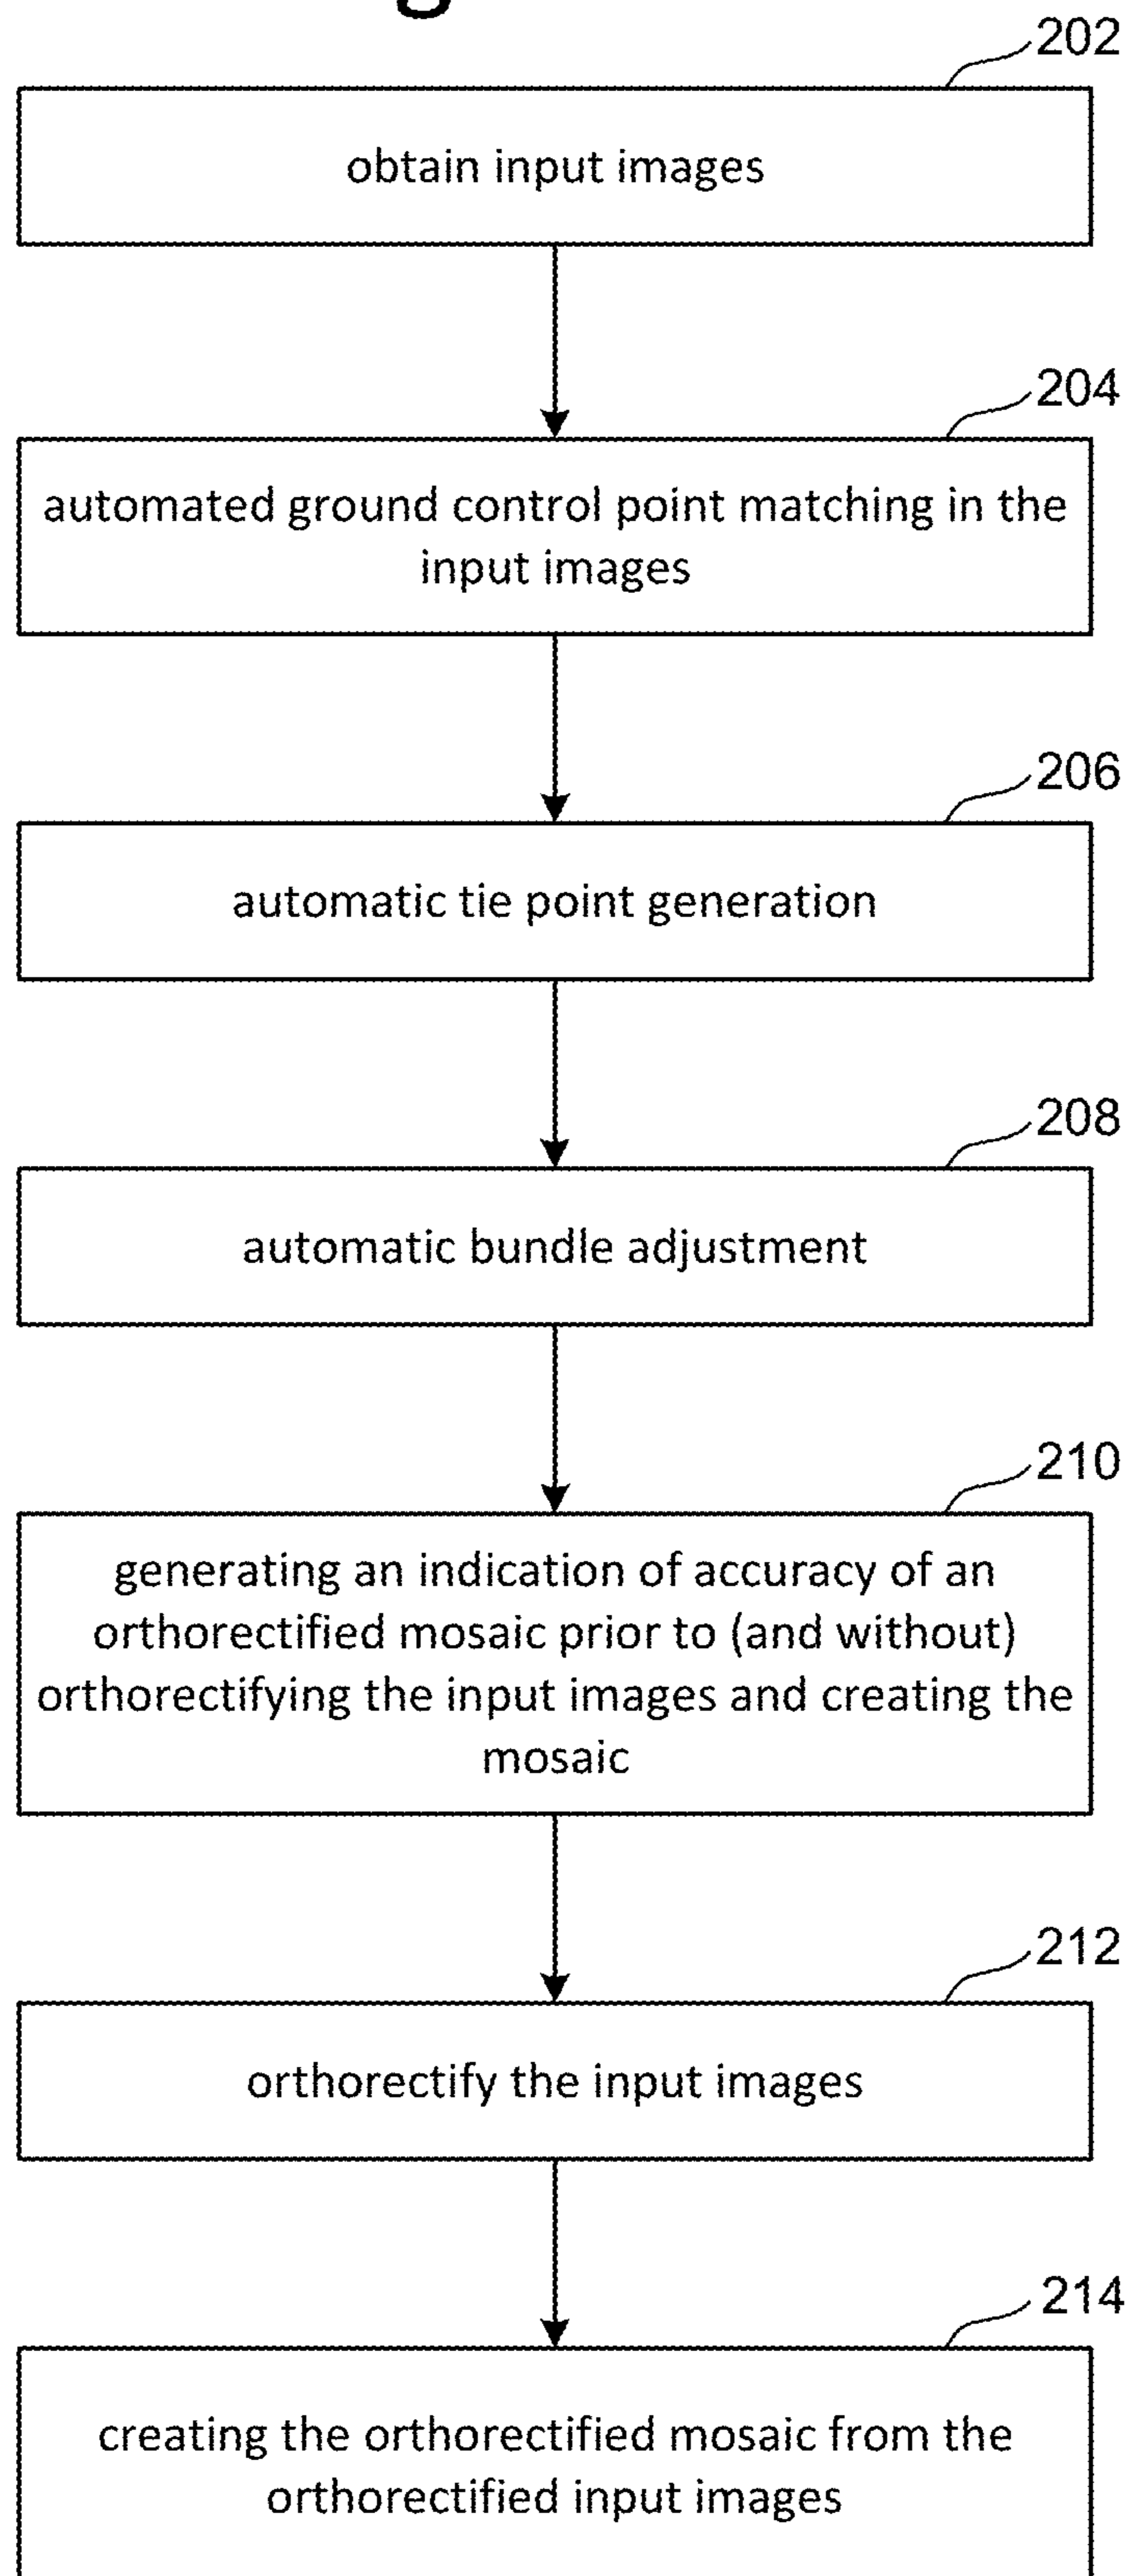 202
obtain input images
204
automated ground control point matching in the
input images
206
automatic tie point generation
208
automatic bundle adjustment
210
generating an indication of accuracy of an
orthorectified mosaic prior to (and without)
orthorectifying the input images and creating the
mosaic
212
orthorectify the input images
214
creating the orthorectified mosaic from the
orthorectified input images